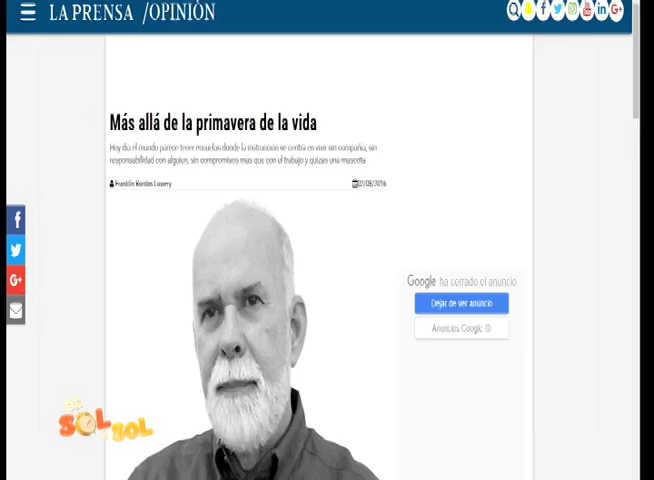 LA PRENSA /OPINIÓN
Más allá de la primavera de la vida
Hoy día el mundo parece tener escuelas donde la instrucción se centra en vivir sin compañía, sin
responsabilidad con alguien, sin compromisos más que con el trabajo y quizás una mascota
Franklin Bordas Lowery
03/08/2016
Google ha cerrado el anuncio
Dejar de ver anuncio
Anuncios Google
SOL
SOL